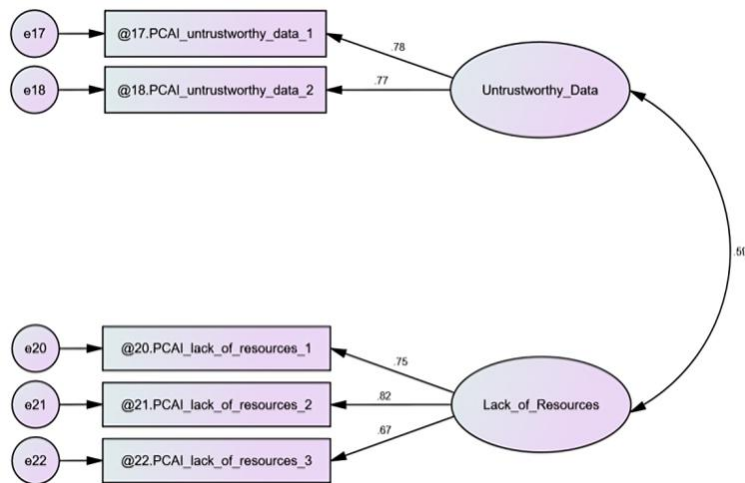 e17
@17.PCAI_untrustworthy_data_1
.78
e18
@18.PCAI_untrustworthy_data_2
.77
Untrustworthy_Data
e20
@20.PCAI_lack_of_resources_1
.75
e21
@21.PCAI_lack_of_resources_2
.82
Lack_of_Resources
e22
@22.PCAI_lack_of_resources_3
.67